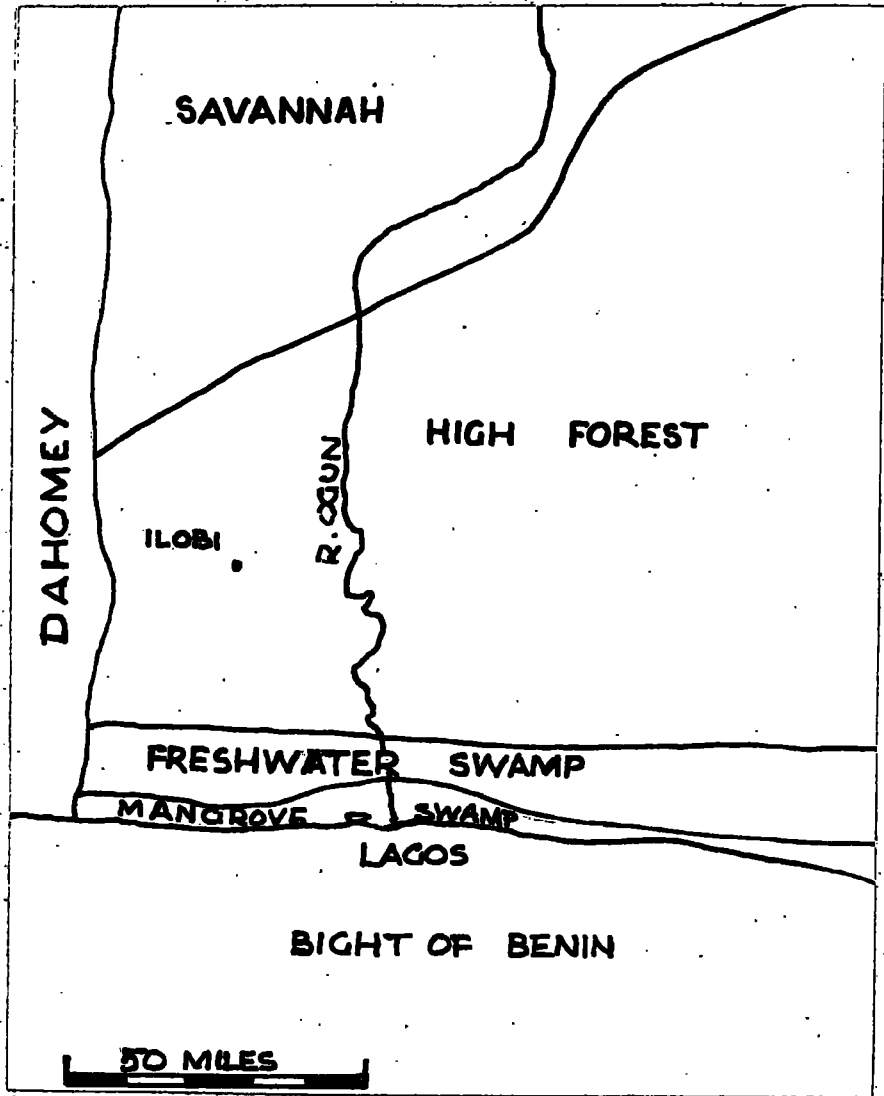 SAVANNAH
HIGH FOREST
DAHOMEY
R. OGUN
ILOBI
FRESHWATER SWAMP
MANGROVE SWAMP
LAGOS
BIGHT OF BENIN
50 MILES